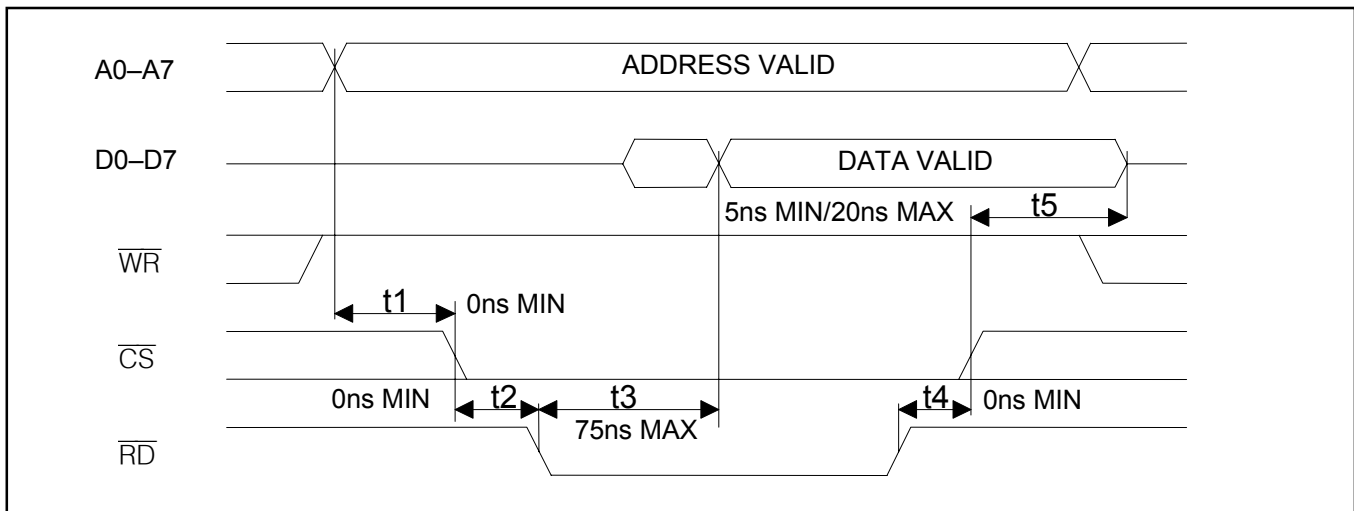 A0–A7
ADDRESS VALID
D0–D7
DATA VALID
5ns MIN/20ns MAX
t5
WR
t1
0ns MIN
CS
0ns MIN
t2
t3
t4
0ns MIN
75ns MAX
RD